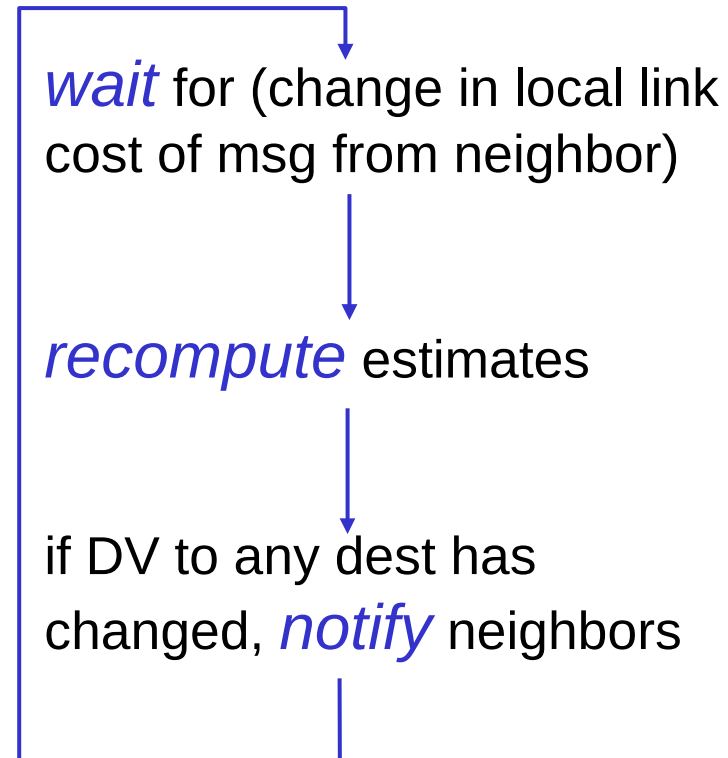 wait for (change in local link
cost of msg from neighbor)
recompute estimates
if DV to any dest has
changed, notify neighbors